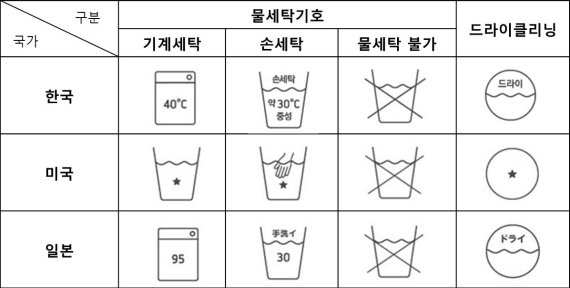 구분
물세탁기호
드라이클리닝
국가
기계세탁
손세탁
물세탁 불가
한국
40°C
손세탁
약 30°C
중성
드라이
미국
일본
95
手洗イ
30
ドライ